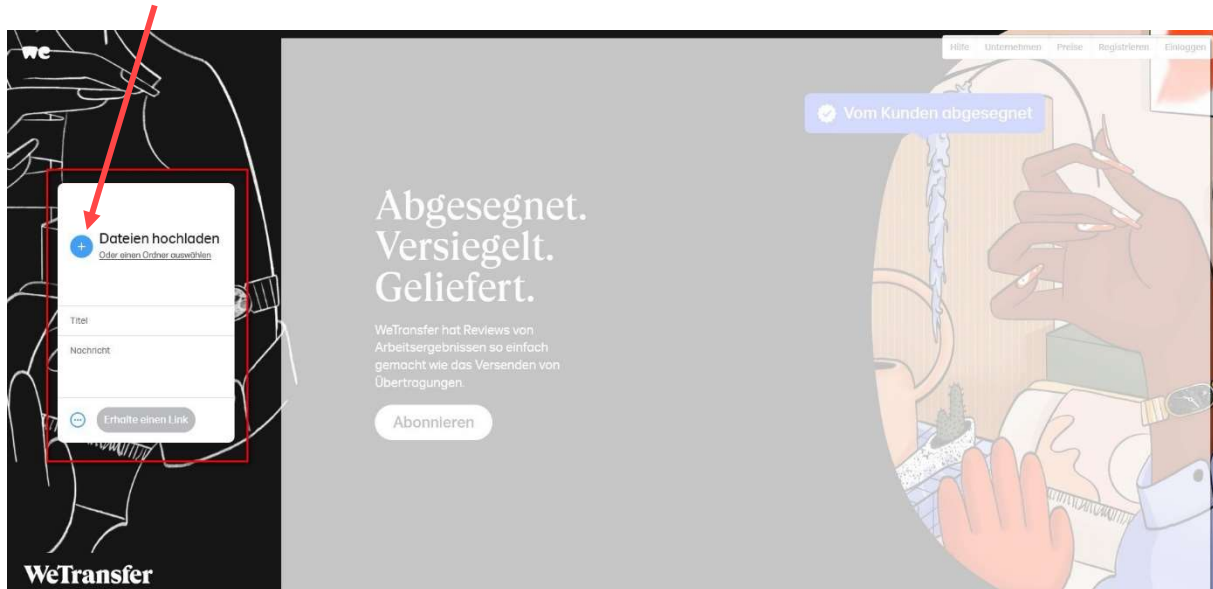 we
Hilfe Unternehmen Preise Registrieren Einloggen
Vom Kunden abgesegnet
Dateien hochladen
Oder einen Ordner auswählen
Titel
Nachricht
Erhalte einen Link
Abgesegnet.
Versiegelt.
Geliefert.
WeTransfer hat Reviews von
Arbeitsergebnissen so einfach
gemacht wie das Versenden von
Übertragungen.
Abonnieren
WeTransfer